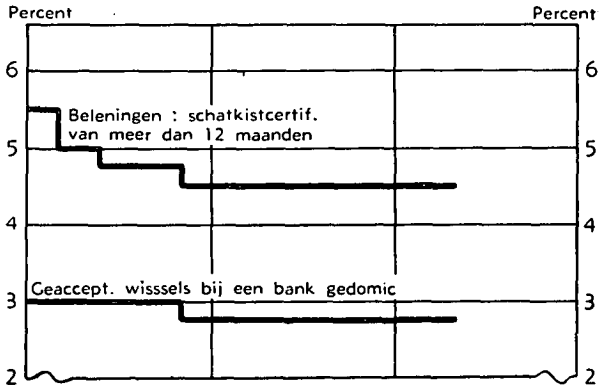 Percent Percent
6 6
Beleningen : schatkistcertif.
van meer dan 12 maanden
5 5
4 4
Geaccept. wisssels bij een bank gedomic
3 3
2 2